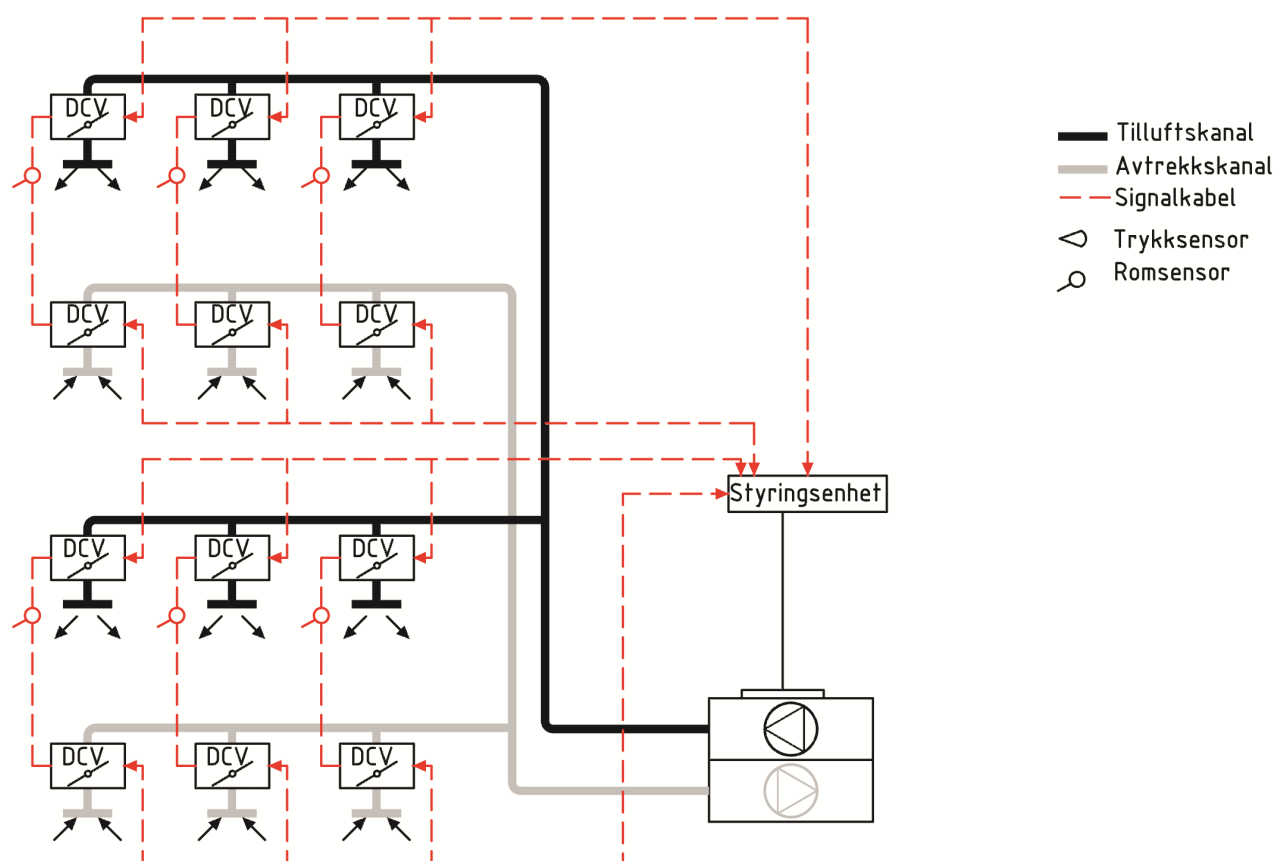 DCV DCV DCV
Tilluftskanal
Avtrekkskanal
Signalkabel
Trykksensor
Romsensor
DCV DCV DCV
Styringsenhet
DCV DCV DCV
DCV DCV DCV